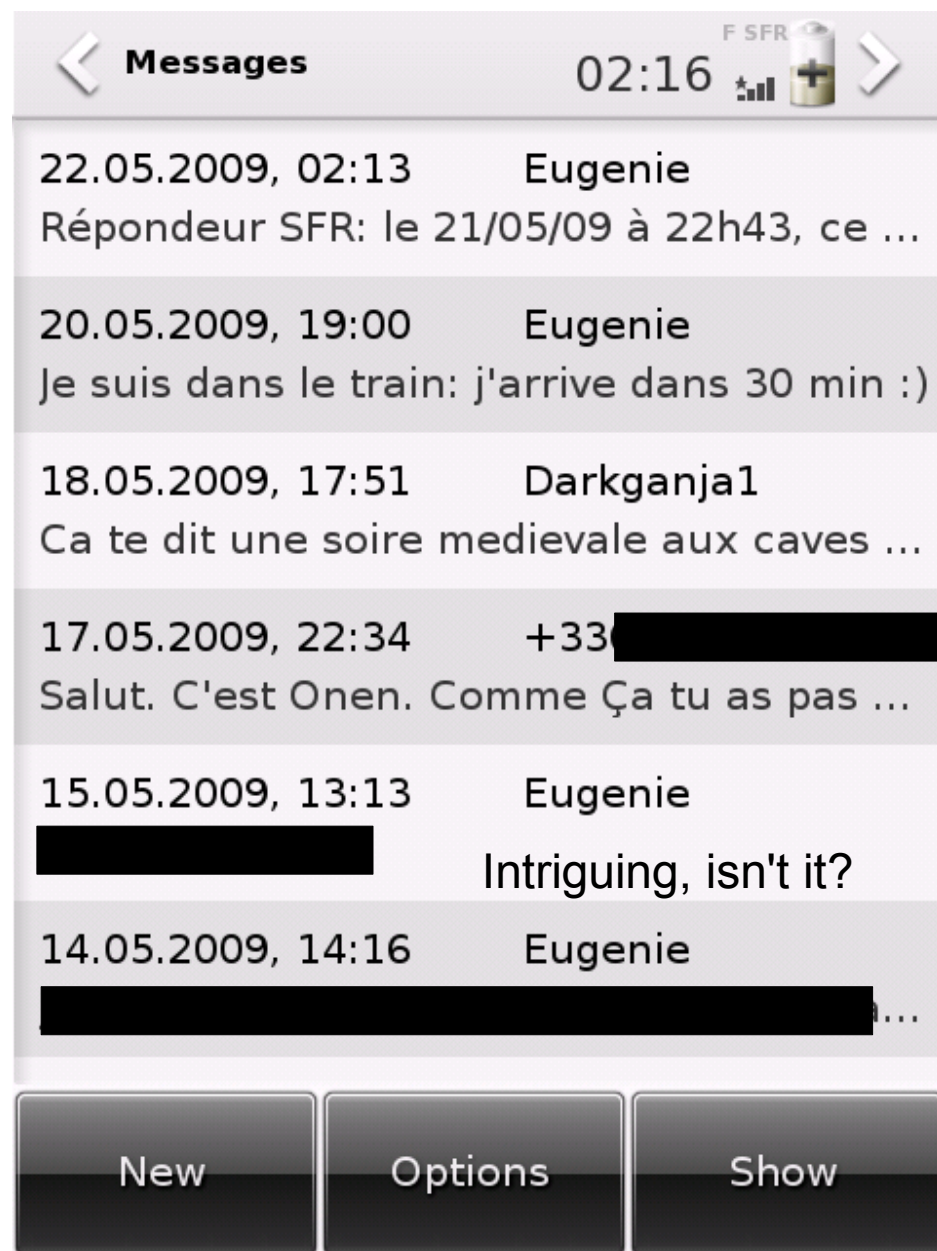 F SFR
Messages 02:16
22.05.2009, 02:13 Eugenie
Répondeur SFR: le 21/05/09 à 22h43, ce ...
20.05.2009, 19:00 Eugenie
Je suis dans le train: j'arrive dans 30 min :)
18.05.2009, 17:51 Darkganja1
Ca te dit une soire medievale aux caves ...
17.05.2009, 22:34 +33
Salut. C'est Onen. Comme Ça tu as pas ...
15.05.2009, 13:13 Eugenie
Intriguing, isn't it?
14.05.2009, 14:16 Eugenie
...
New Options Show